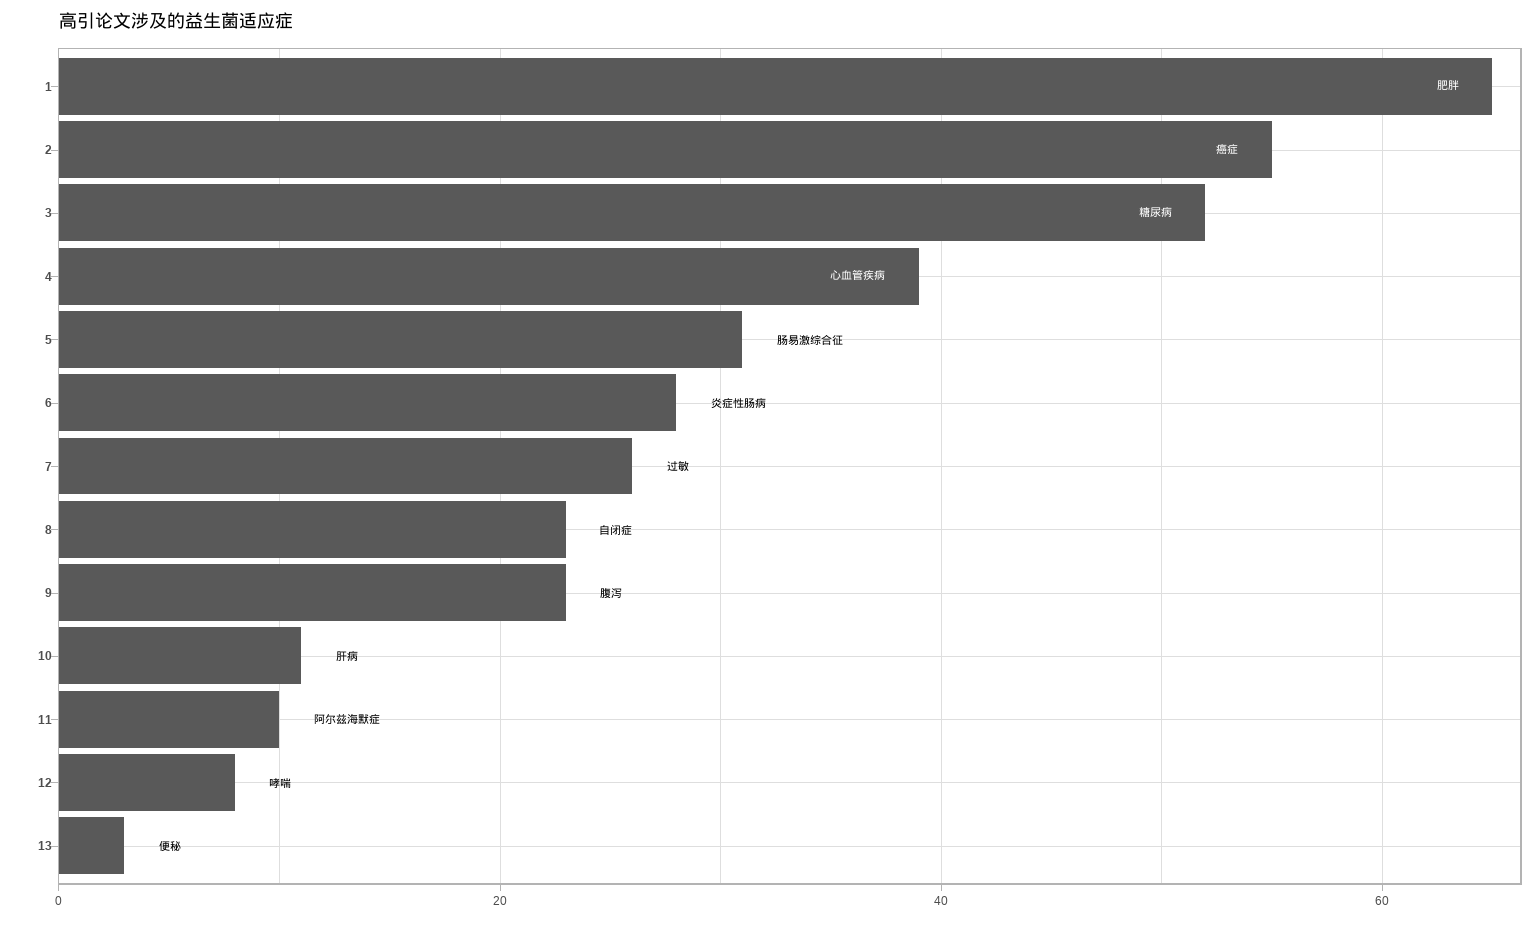 高引论文涉及的益生菌适应症
1 肥胖
2 癌症
3 糖尿病
4 心血管疾病
5 肠易激综合征
6 炎症性肠病
7 过敏
8 自闭症
9 腹泻
10 肝病
11 阿尔兹海默症
12 哮喘
13 便秘
0 20 40 60